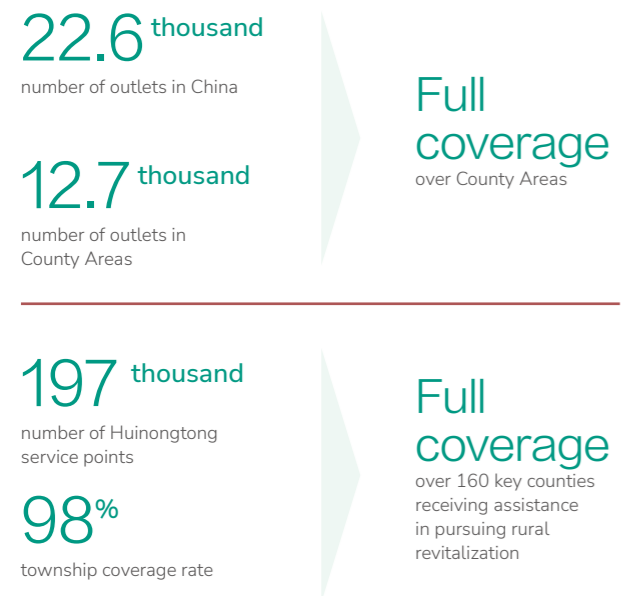 22.6 thousand
number of outlets in China
12.7 thousand
number of outlets in
County Areas
Full
coverage
over County Areas
197 thousand
number of Huinongtong
service points
98%
township coverage rate
Full
coverage
over 160 key counties
receiving assistance
in pursuing rural
revitalization